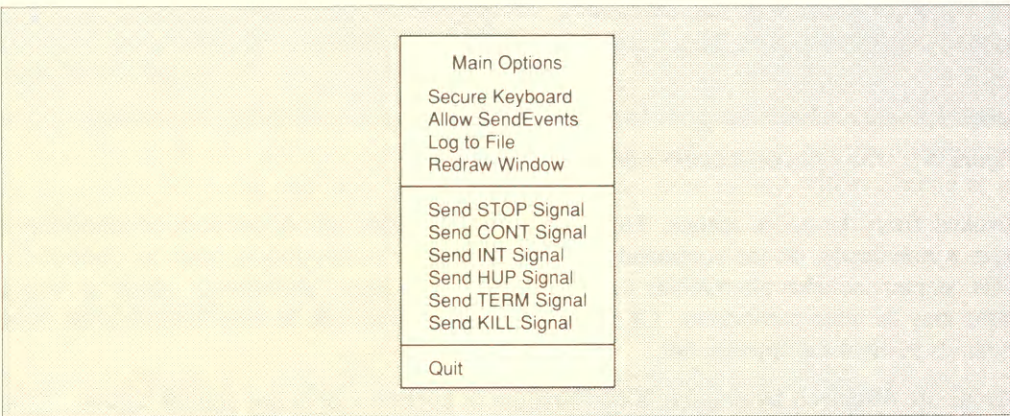 Main Options
Secure Keyboard
Allow SendEvents
Log to File
Redraw Window
Send STOP Signal
Send CONT Signal
Send INT Signal
Send HUP Signal
Send TERM Signal
Send KILL Signal
Quit